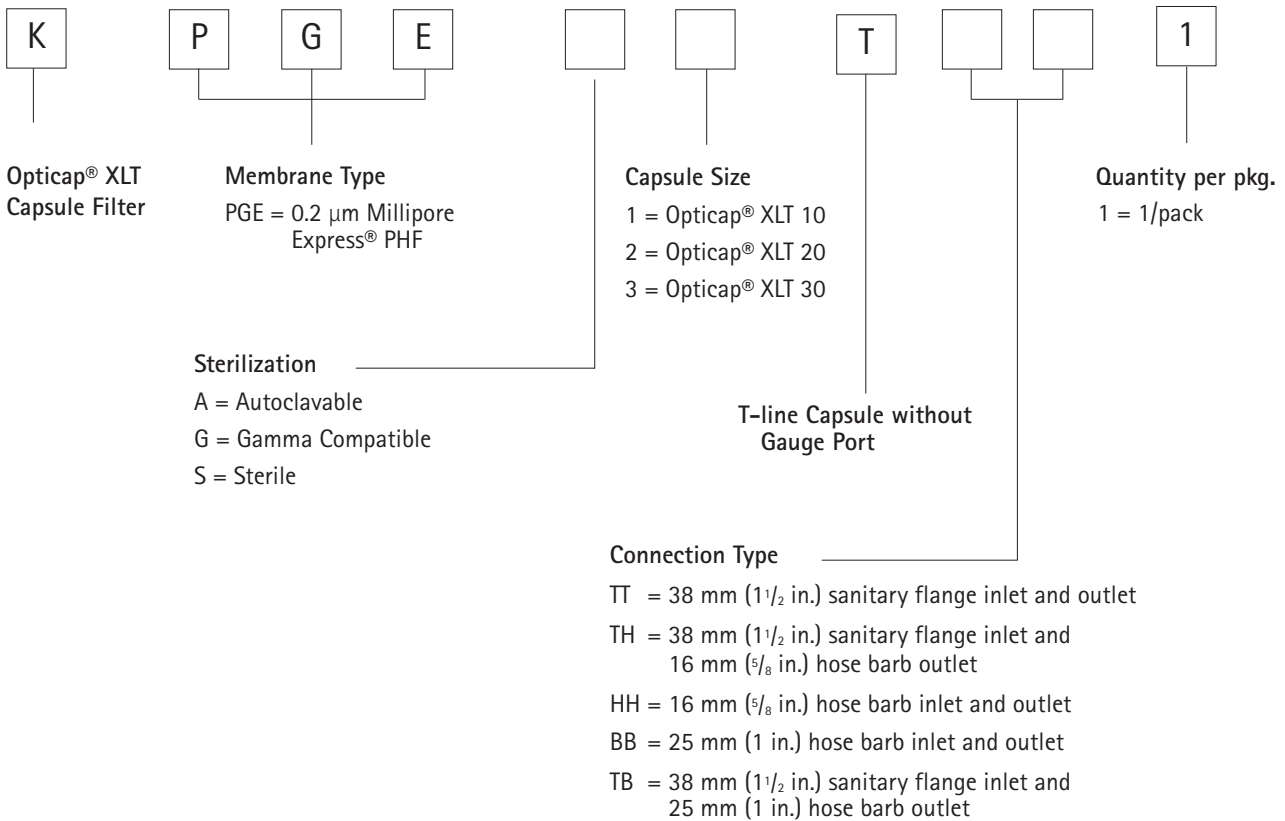 K P G E T 1
Opticap® XLT
Capsule Filter
Membrane Type
PGE = 0.2 μm Millipore
Express® PHF
Capsule Size
1 = Opticap® XLT 10
2 = Opticap® XLT 20
3 = Opticap® XLT 30
Quantity per pkg.
1 = 1/pack
Sterilization
A = Autoclavable
G = Gamma Compatible
S = Sterile
T-line Capsule without
Gauge Port
Connection Type
TT = 38 mm (1 1/2 in.) sanitary flange inlet and outlet
TH = 38 mm (1 1/2 in.) sanitary flange inlet and
16 mm (5/8 in.) hose barb outlet
HH = 16 mm (5/8 in.) hose barb inlet and outlet
BB = 25 mm (1 in.) hose barb inlet and outlet
TB = 38 mm (1 1/2 in.) sanitary flange inlet and
25 mm (1 in.) hose barb outlet